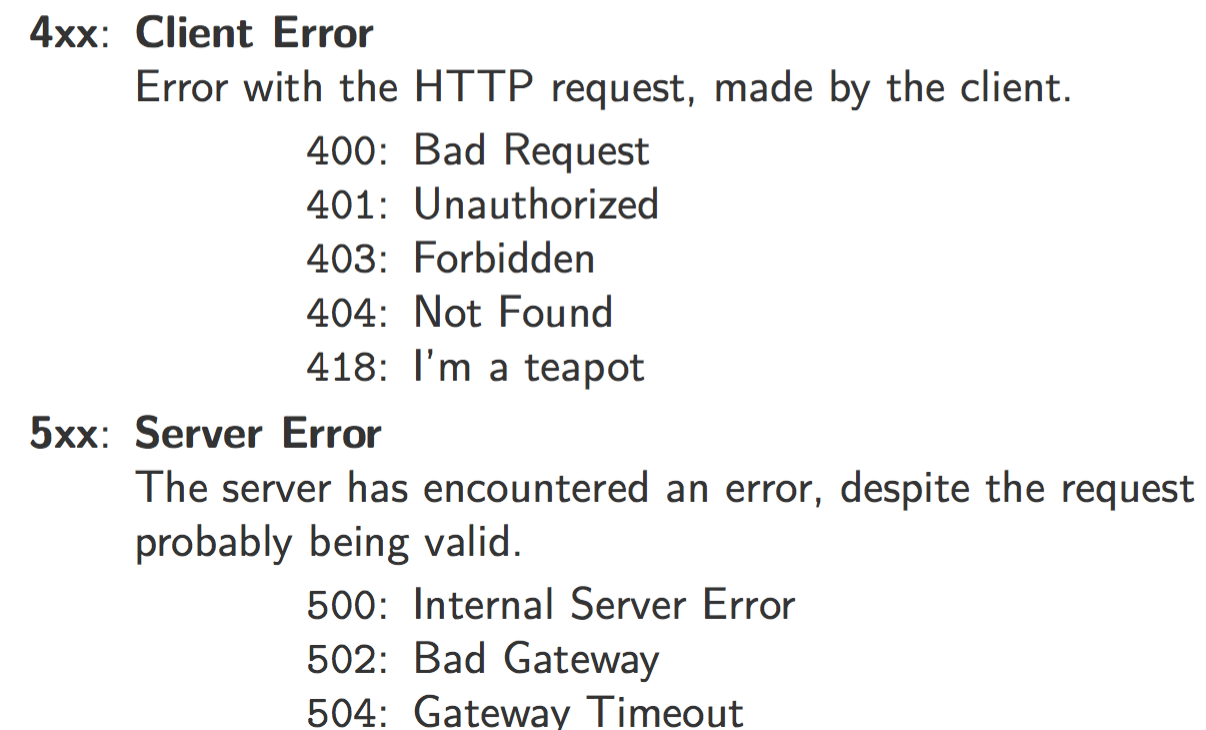 4xx: Client Error
Error with the HTTP request, made by the client.
400: Bad Request
401: Unauthorized
403: Forbidden
404: Not Found
418: I'm a teapot
5xx: Server Error
The server has encountered an error, despite the request
probably being valid.
500: Internal Server Error
502: Bad Gateway
504: Gateway Timeout